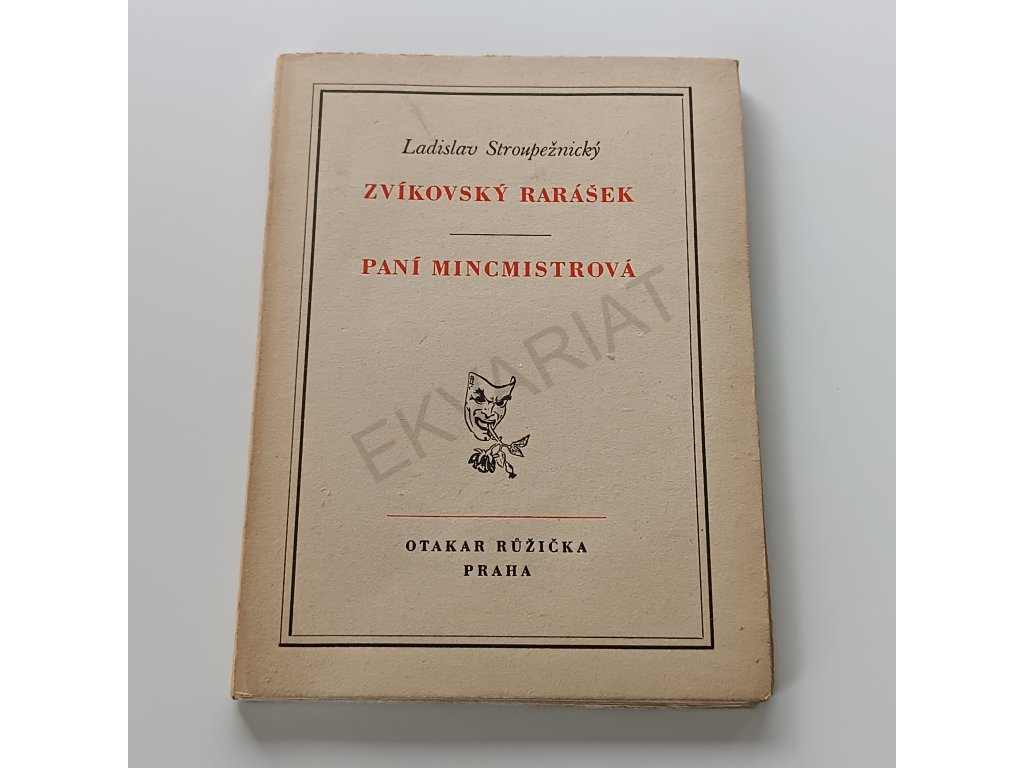 Ladislav Stroupežnický
ZVÍKOVSKÝ RARÁŠEK
PANÍ MINCMISTROVÁ
EKVARIAT
OTAKAR RŮŽIČKA
PRAHA